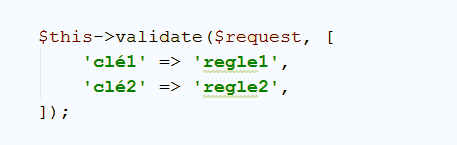 $this->validate($request, [
'clé1' => 'regle1',
'clé2' => 'regle2',
]);